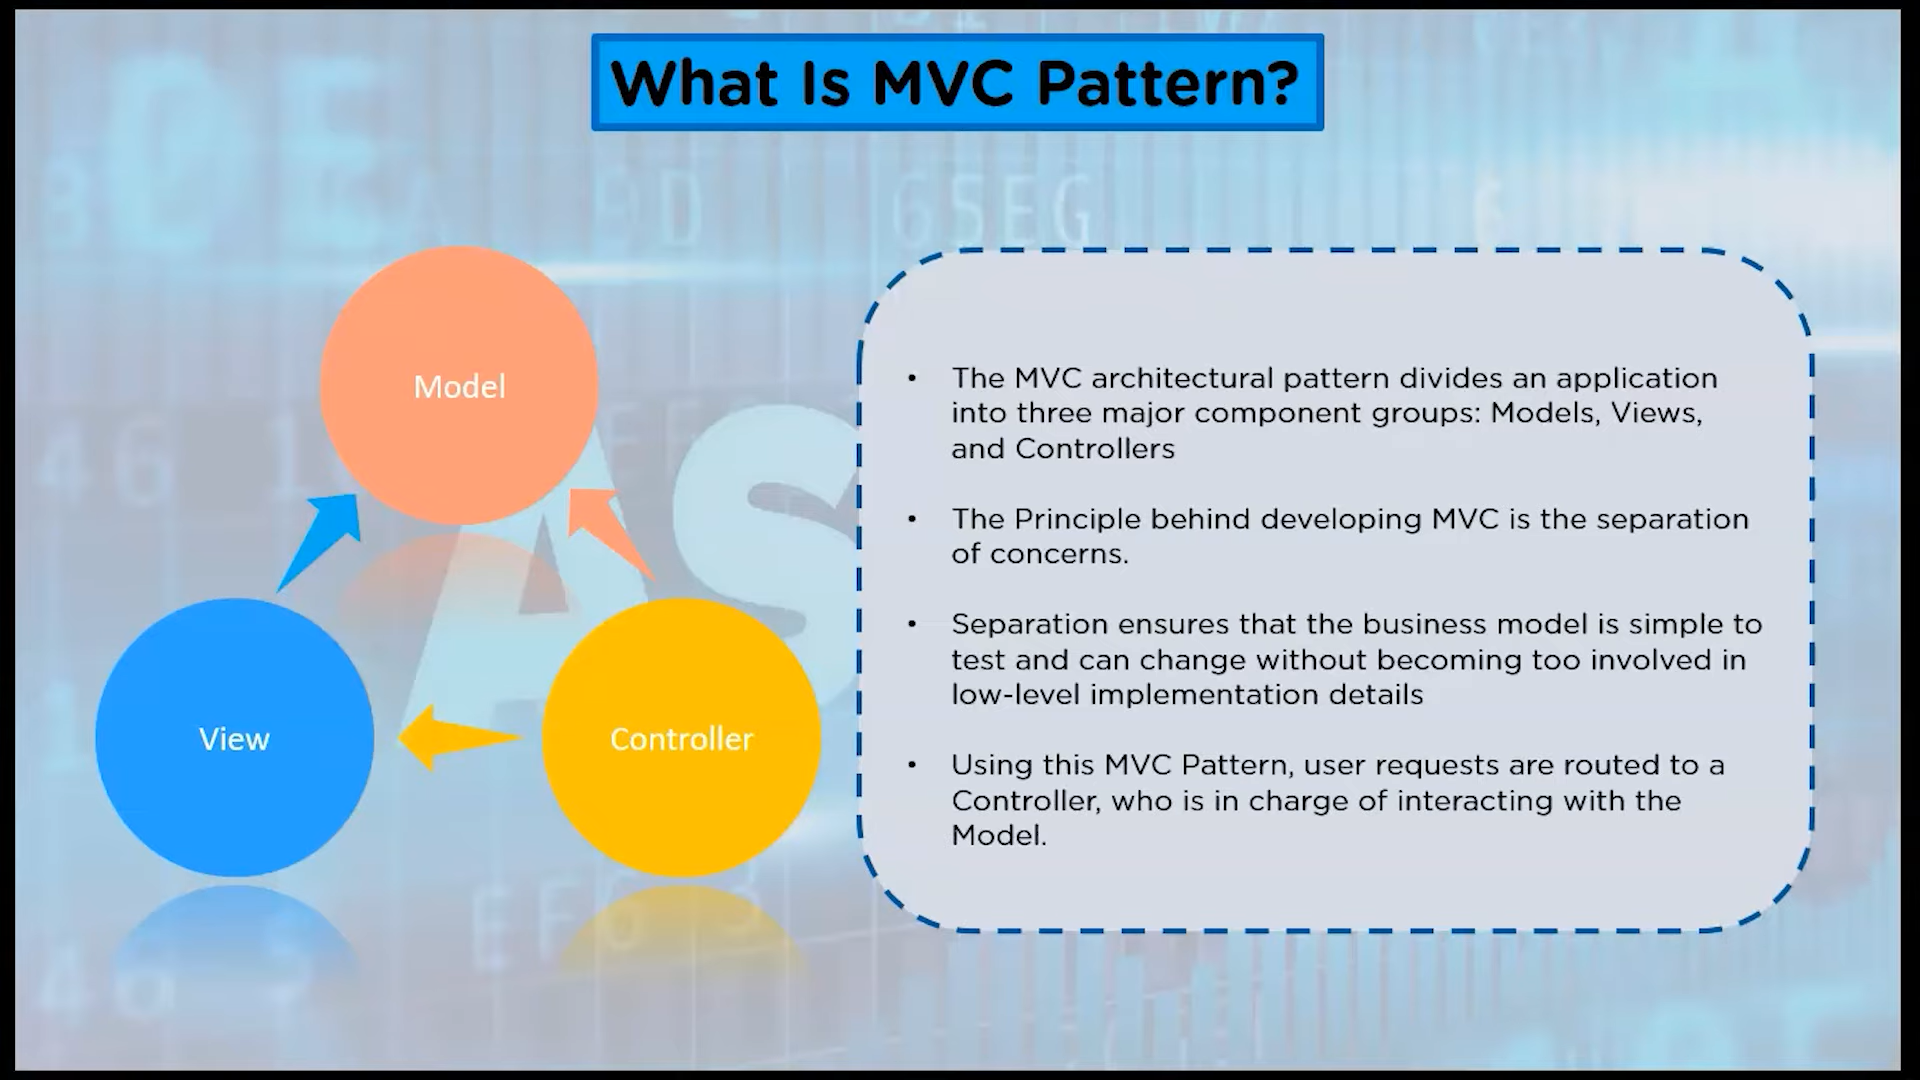 What Is MVC Pattern?
Model
View
Controller
• The MVC architectural pattern divides an application
into three major component groups: Models, Views,
and Controllers
• The Principle behind developing MVC is the separation
of concerns.
• Separation ensures that the business model is simple to
test and can change without becoming too involved in
low-level implementation details
• Using this MVC Pattern, user requests are routed to a
Controller, who is in charge of interacting with the
Model.